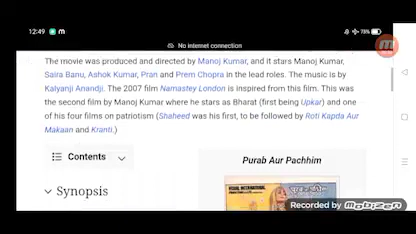 12:49
73%
No internet connection
The movie was produced and directed by Manoj Kumar, and it stars Manoj Kumar,
Saira Banu, Ashok Kumar, Pran and Prem Chopra in the lead roles. The music is by
Kalyanji Anandji. The 2007 film Namastey London is inspired from this film. This was
the second film by Manoj Kumar where he stars as Bharat (first being Upkar) and one
of his four films on patriotism (Shaheed was his first, to be followed by Roti Kapda Aur
Makaan and Kranti.)
Contents
Purab Aur Pachhim
Synopsis
VISHAL INTERNATIONAL
Recorded by mobizen